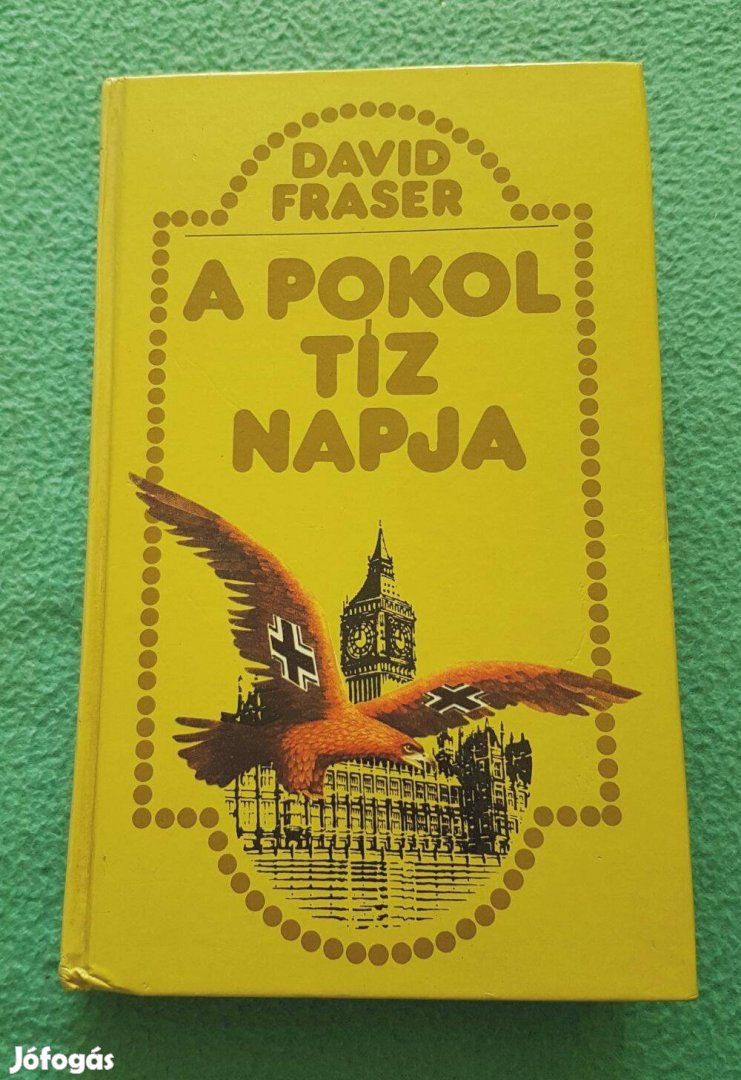 DAVID
FRASER
A POKOL
TÍZ
NAPJA
Jófogás